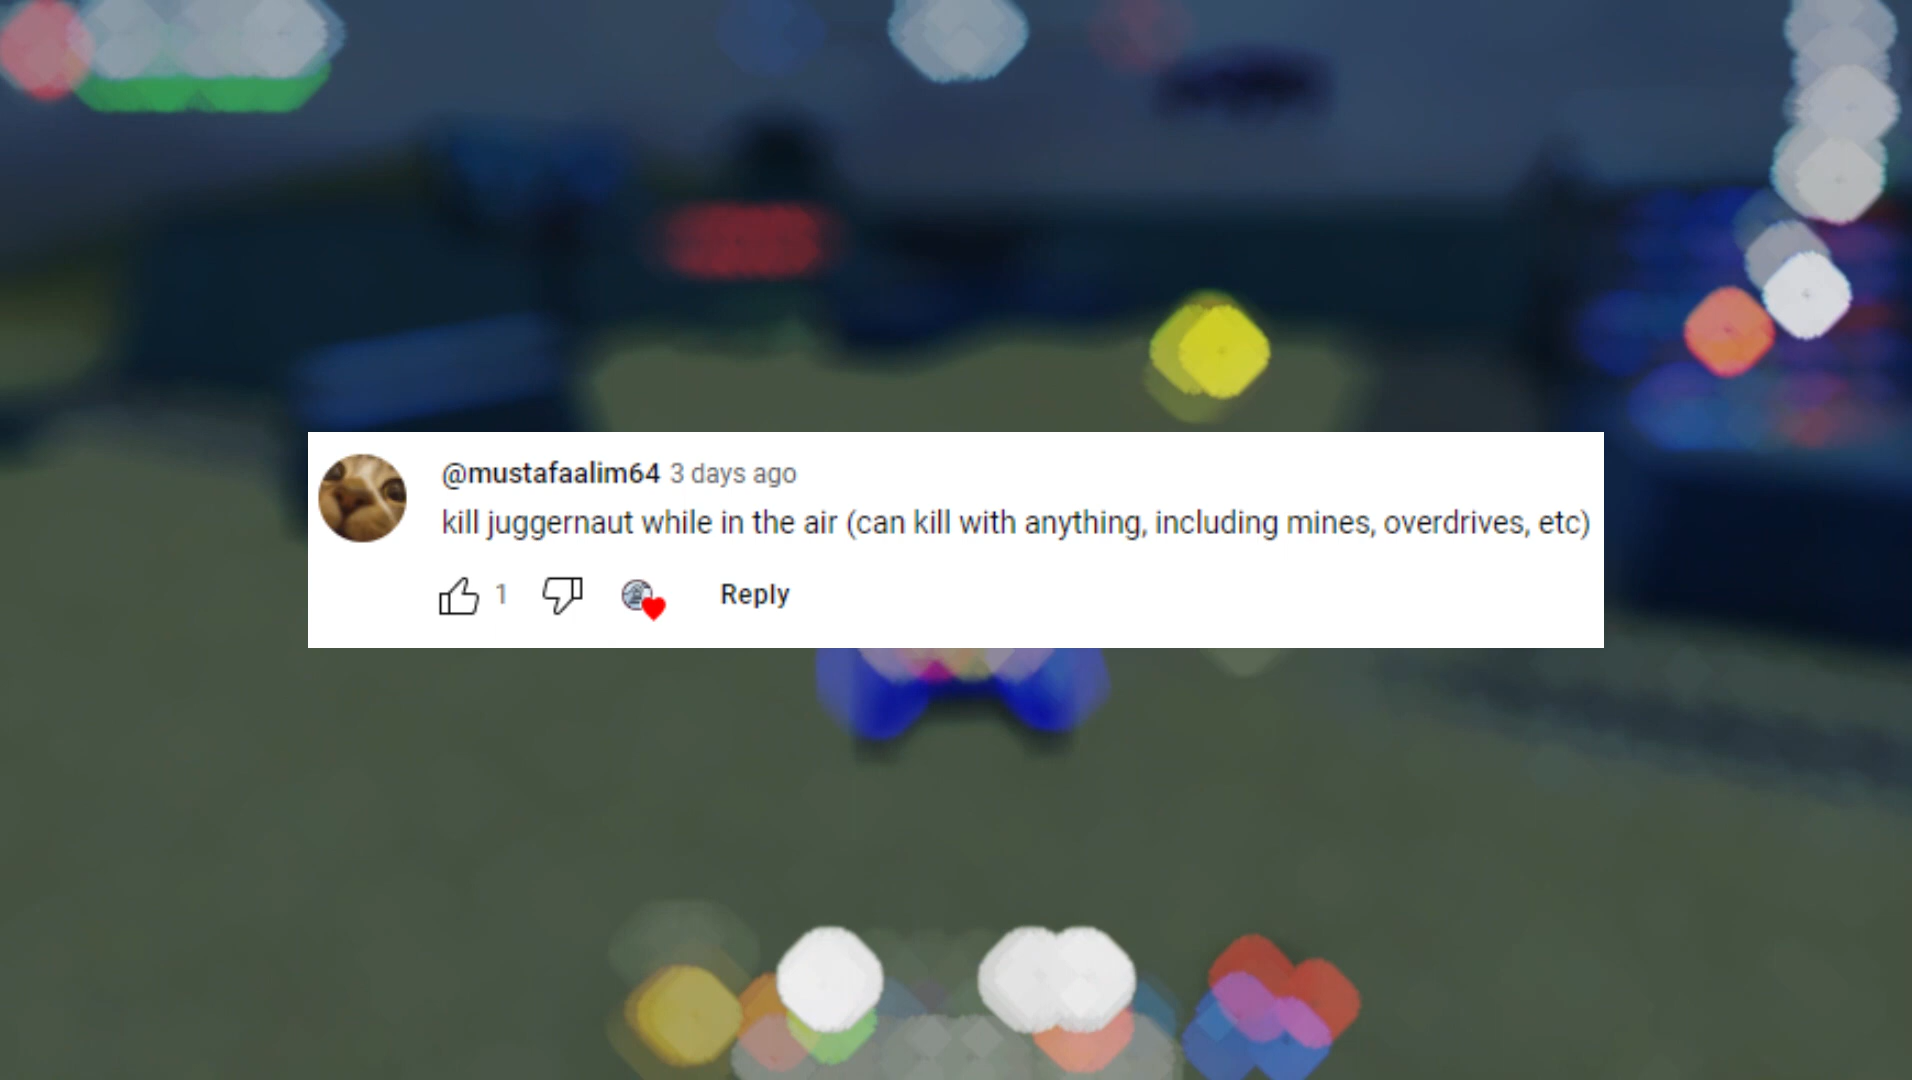 @mustafaalim64 3 days ago
kill juggernaut while in the air (can kill with anything, including mines, overdrives, etc)
1 Reply